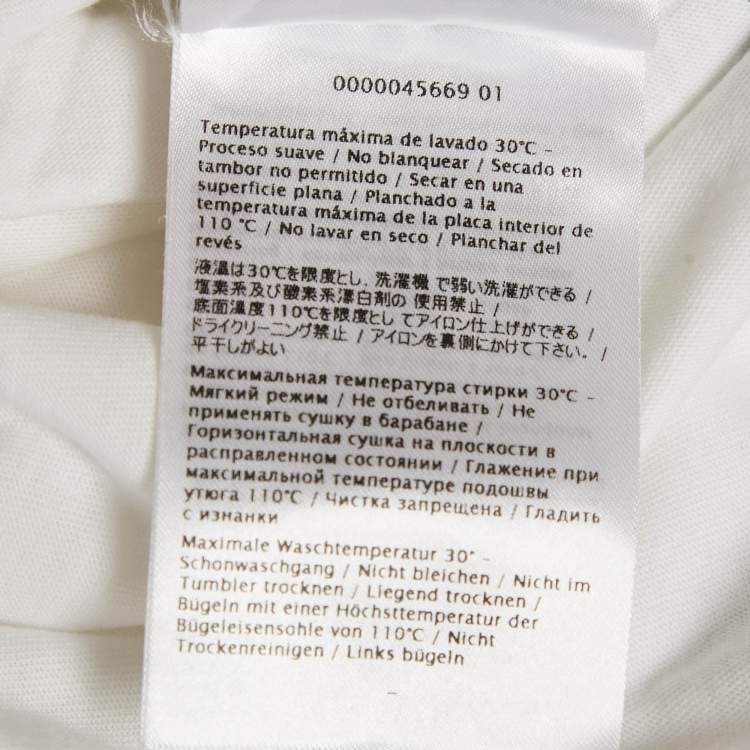 0000045669 01
Temperatura máxima de lavado 30°C -
Proceso suave / No blanquear / Secado en
tambor no permitido / Secar en una
superficie plana / Planchado a la
temperatura máxima de la placa interior de
110 °C / No lavar en seco / Planchar del
revés
液温は30℃を限度とし、洗濯機 で弱い洗濯ができる /
塩素系及び酸素系漂白剤の 使用禁止 /
底面温度110℃を限度とし てアイロン仕上げができる /
ドライクリーニング禁止 / アイロンを裏側にかけて下さい。 /
平干しがよい
Максимальная температура стирки 30°C -
Мягкий режим / Не отбеливать / Не
применять сушку в барабане /
Горизонтальная сушка на плоскости в
расправленном состоянии / Глажение при
максимальной температуре подошвы
утюга 110°C / Чистка запрещена / Гладить
с изнанки
Maximale Waschtemperatur 30° -
Schonwaschgang / Nicht bleichen / Nicht im
Tumbler trocknen / Liegend trocknen /
Bügeln mit einer Höchsttemperatur der
Bügeleisensohle von 110°C / Nicht
Trockenreinigen / Links bügeln
-